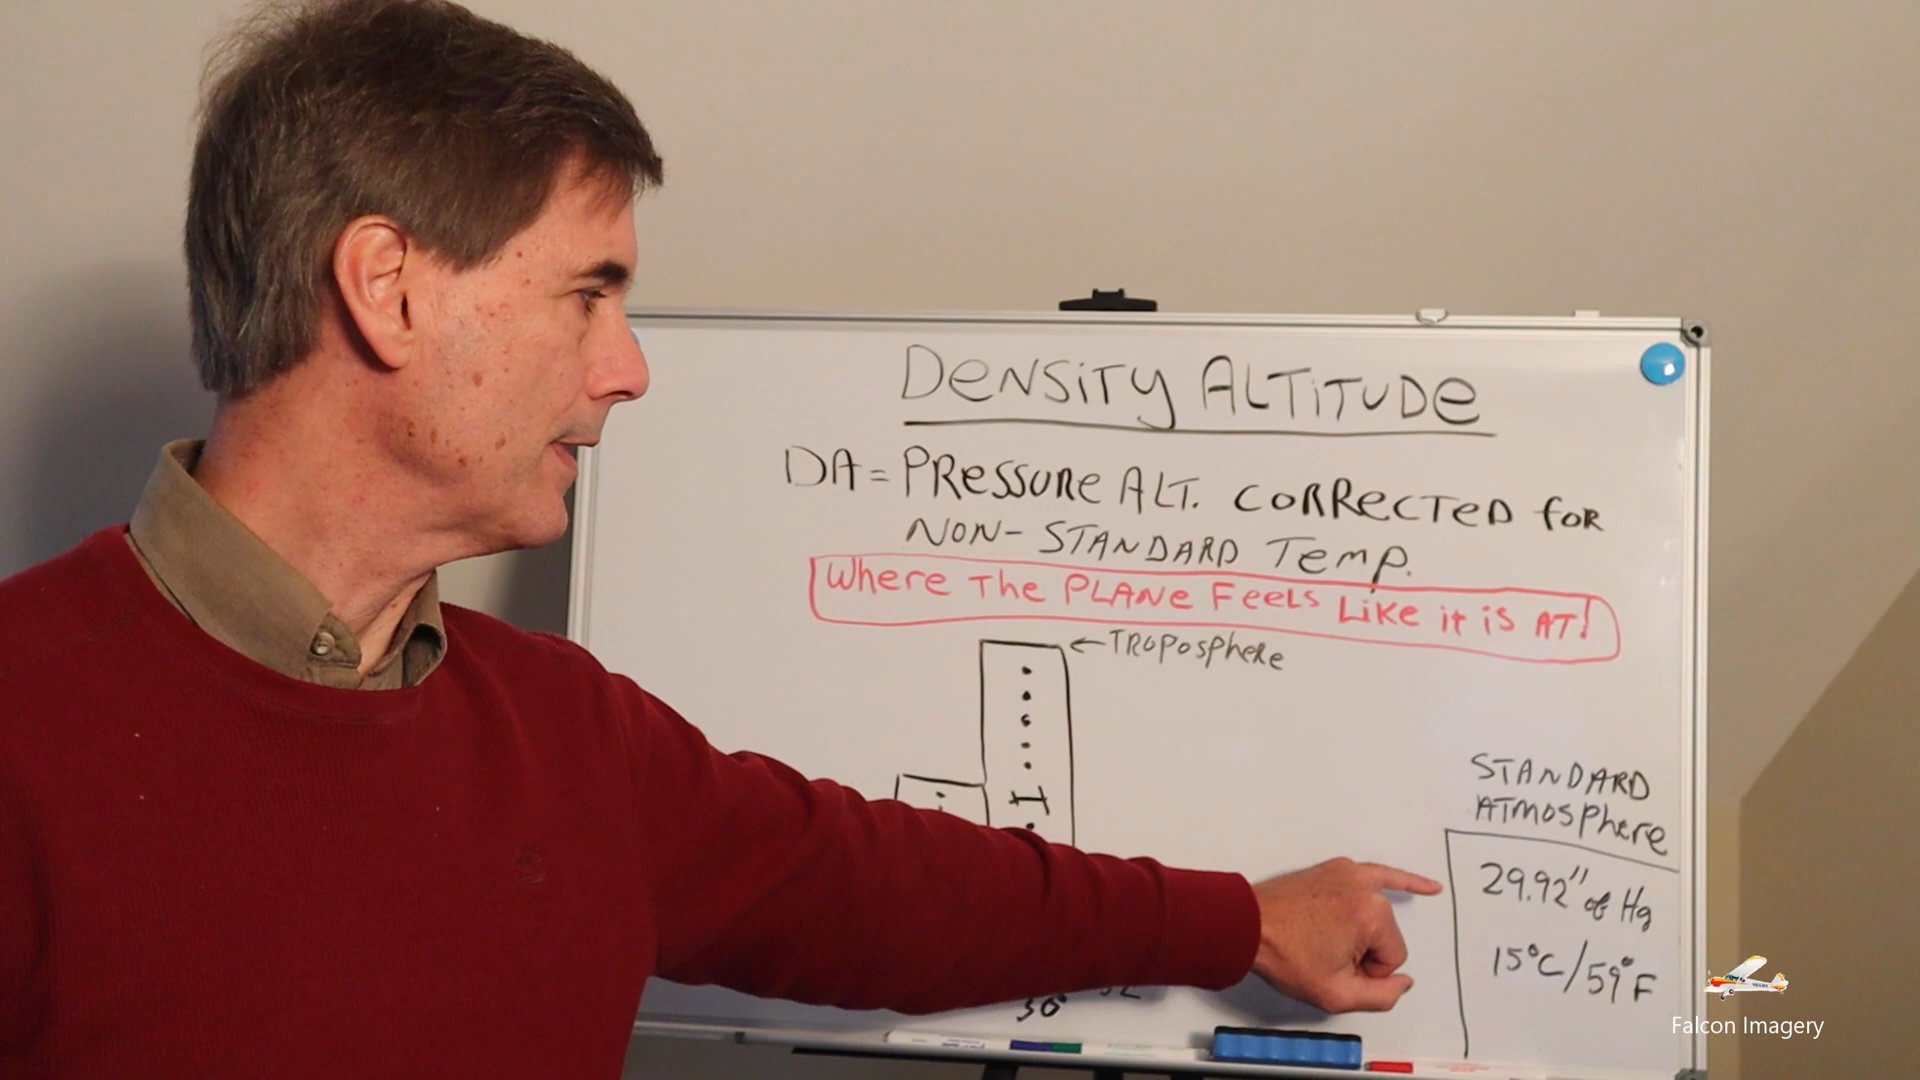 DENSITY ALTITUDE
DA = PRESSURE ALT. CORRECTED FOR
NON-STANDARD TEMP.
WHERE THE PLANE FEELS LIKE IT IS AT!
←TROPOSPHERE
STANDARD
ATMOSPHERE
29.92" of Hg
15°C/59°F
30°
Falcon Imagery